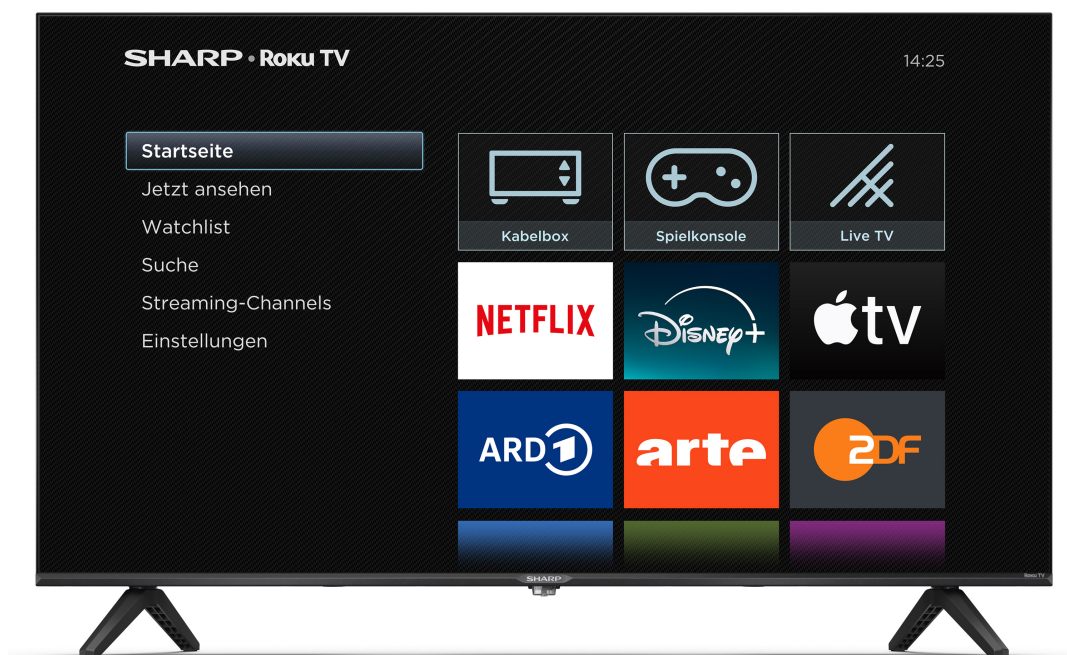 SHARP • Roku TV
14:25
Startseite
Jetzt ansehen
Watchlist
Suche
Streaming-Channels
Einstellungen
Kabelbox
Spielkonsole
Live TV
NETFLIX
Disney+
tv
ARD 1
arte
ZDF
SHARP
Roku TV